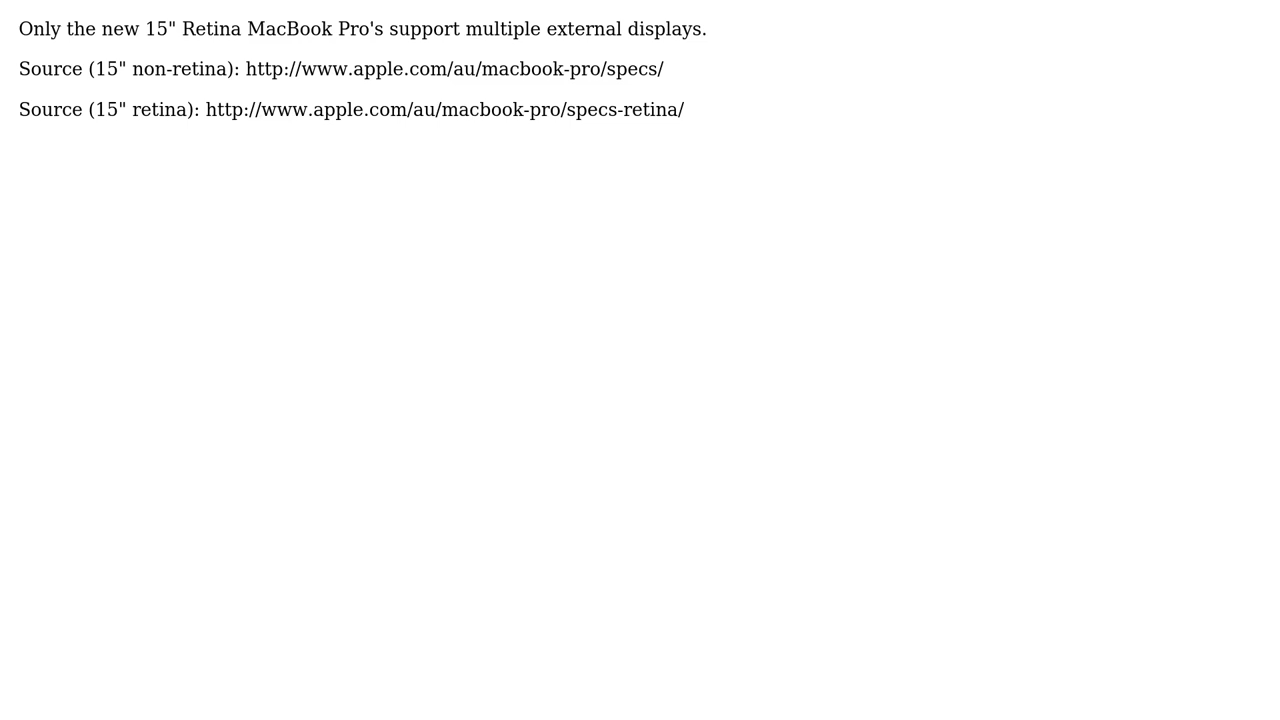 Only the new 15" Retina MacBook Pro's support multiple external displays.
Source (15" non-retina): http://www.apple.com/au/macbook-pro/specs/
Source (15" retina): http://www.apple.com/au/macbook-pro/specs-retina/